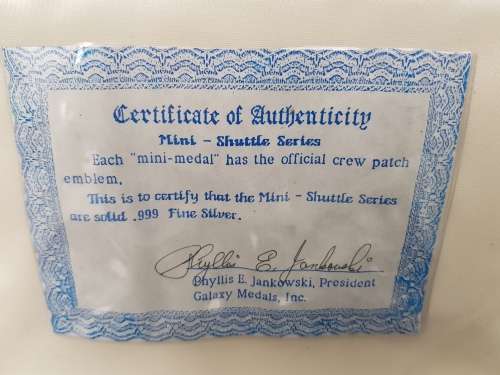 Certificate of Authenticity
Mini - Shuttle Series
Each "mini-medal" has the official crew patch
emblem.
This is to certify that the Mini - Shuttle Series
are solid .999 Fine Silver.
Phyllis E. Jankowski
Phyllis E. Jankowski, President
Galaxy Medals, Inc.